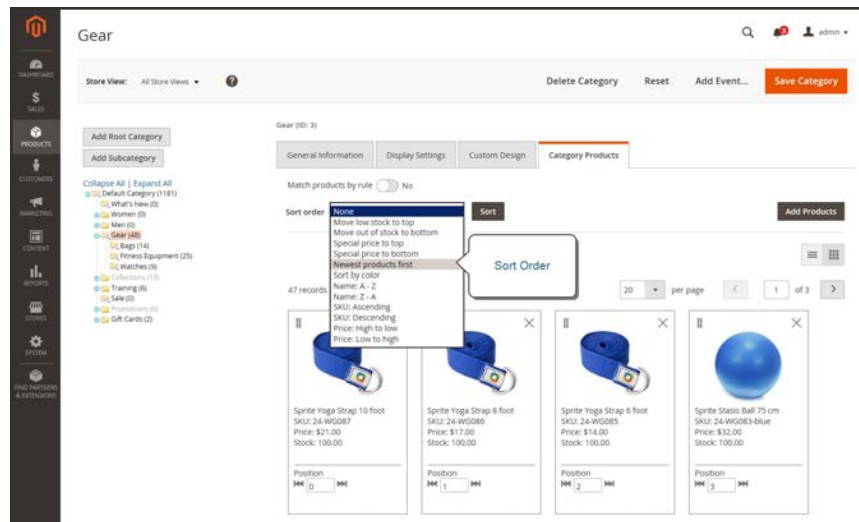 Gear
3
admin
DASHBOARD
SALES
PRODUCTS
CUSTOMERS
MARKETING
CONTENT
REPORTS
STORES
SYSTEM
FIND PARTNERS
& EXTENSIONS
Store View: All Store Views
?
Delete Category
Reset
Add Event...
Save Category
Add Root Category
Add Subcategory
Collapse All | Expand All
Default Category (1181)
What's New (0)
Women (0)
Men (0)
Gear (48)
Bags (14)
Fitness Equipment (25)
Watches (9)
Collections (13)
Training (6)
Sale (0)
Promotions (0)
Gift Cards (2)
Gear (ID: 3)
General Information
Display Settings
Custom Design
Category Products
Match products by rule
No
Sort order
None
Move low stock to top
Move out of stock to bottom
Special price to top
Special price to bottom
Newest products first
Sort by color
Name: A - Z
Name: Z - A
SKU: Ascending
SKU: Descending
Price: High to low
Price: Low to high
Sort
Add Products
Sort Order
47 records
20
per page
1
of 3
Sprite Yoga Strap 10 foot
SKU: 24-WG087
Price: $21.00
Stock: 100.00
Position
0
Sprite Yoga Strap 8 foot
SKU: 24-WG086
Price: $17.00
Stock: 100.00
Position
1
Sprite Yoga Strap 6 foot
SKU: 24-WG085
Price: $14.00
Stock: 100.00
Position
2
Sprite Stasis Ball 75 cm
SKU: 24-WG083-blue
Price: $32.00
Stock: 100.00
Position
3